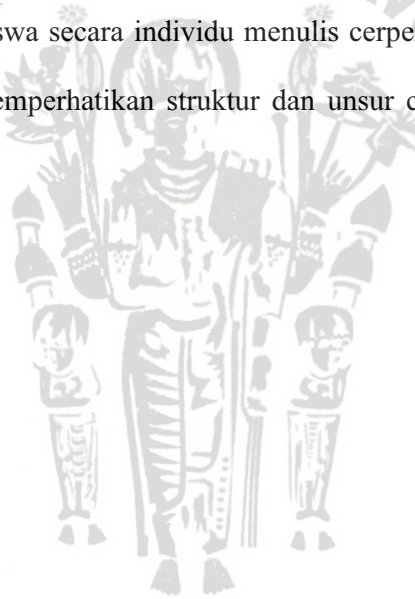 swa secara individu menulis cerpe
emperhatikan struktur dan unsur c